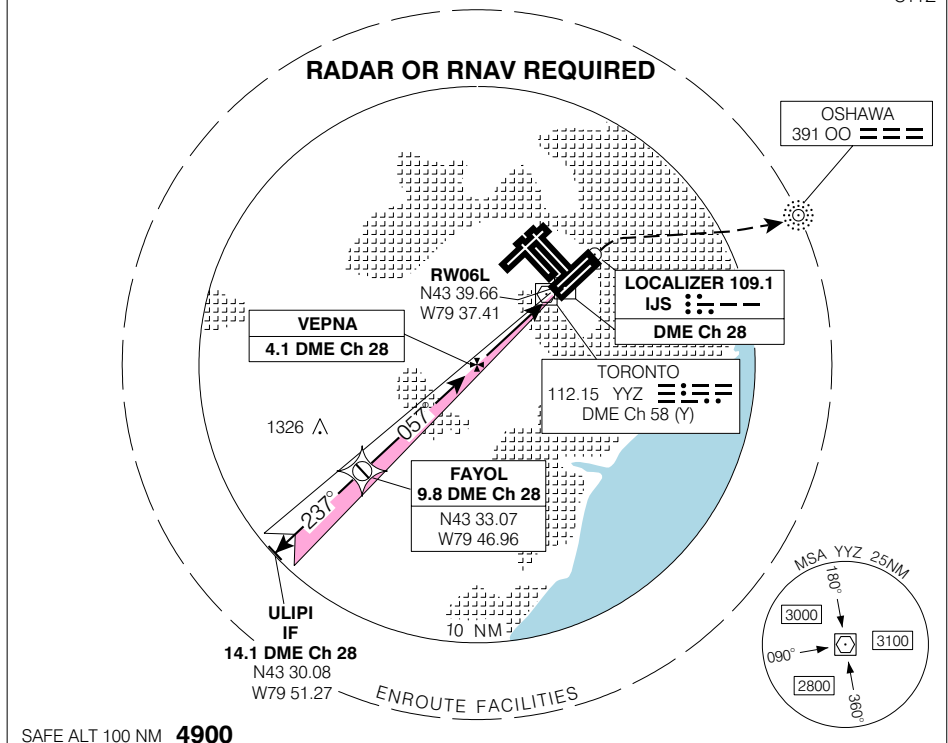 RADAR OR RNAV REQUIRED
OSHAWA
391 OO
RW06L
N43 39.66
W79 37.41
LOCALIZER 109.1
IJS
DME Ch 28
VEPNA
4.1 DME Ch 28
TORONTO
112.15 YYZ
DME Ch 58 (Y)
1326
057°
FAYOL
9.8 DME Ch 28
N43 33.07
W79 46.96
237°
ULIPI
IF
14.1 DME Ch 28
N43 30.08
W79 51.27
10 NM
ENROUTE FACILITIES
MSA YYZ 25NM
180°
3000
3100
090°
2800
360°
SAFE ALT 100 NM 4900